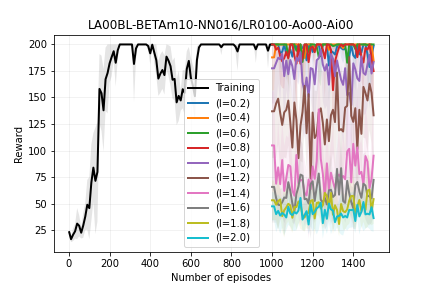 LA00BL-BETAm10-NN016/LR0100-Ao00-Ai00
200
175
150
125
100
75
50
25
Reward
Training
(l=0.2)
(l=0.4)
(l=0.6)
(l=0.8)
(l=1.0)
(l=1.2)
(l=1.4)
(l=1.6)
(l=1.8)
(l=2.0)
0 200 400 600 800 1000 1200 1400
Number of episodes